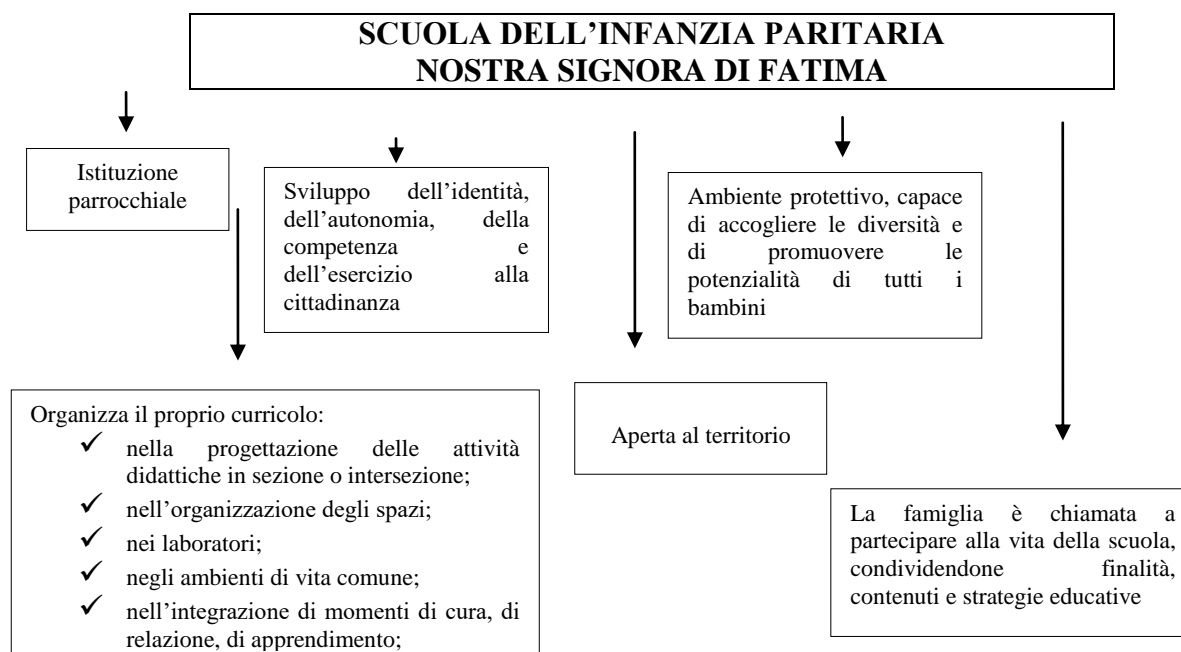 SCUOLA DELL’INFANZIA PARITARIA
NOSTRA SIGNORA DI FATIMA
Istituzione
parrocchiale
Sviluppo dell’identità,
dell’autonomia, della
competenza e
dell’esercizio alla
cittadinanza
Ambiente protettivo, capace
di accogliere le diversità e
di promuovere le
potenzialità di tutti i
bambini
Organizza il proprio curricolo:
✓ nella progettazione delle attività
didattiche in sezione o intersezione;
✓ nell’organizzazione degli spazi;
✓ nei laboratori;
✓ negli ambienti di vita comune;
✓ nell’integrazione di momenti di cura, di
relazione, di apprendimento;
Aperta al territorio
La famiglia è chiamata a
partecipare alla vita della scuola,
condividendone finalità,
contenuti e strategie educative